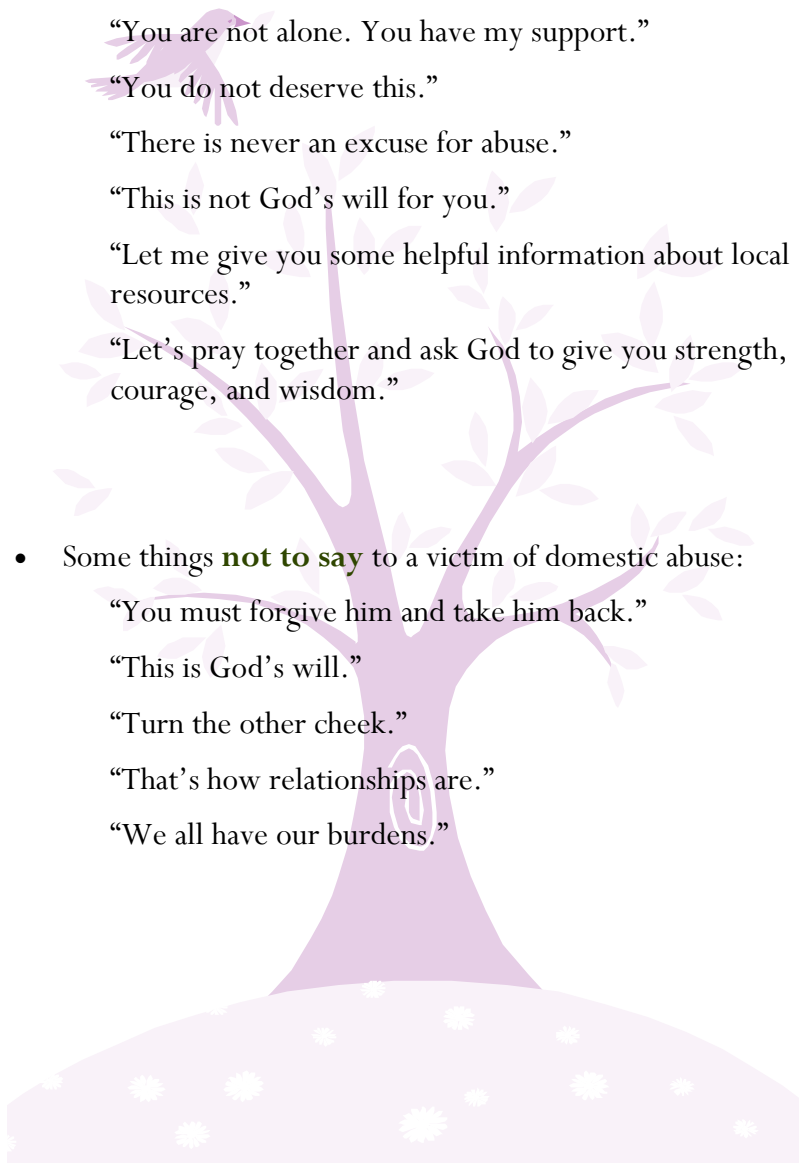 “You are not alone. You have my support.”
“You do not deserve this.”
“There is never an excuse for abuse.”
“This is not God’s will for you.”
“Let me give you some helpful information about local
resources.”
“Let’s pray together and ask God to give you strength,
courage, and wisdom.”
• Some things not to say to a victim of domestic abuse:
“You must forgive him and take him back.”
“This is God’s will.”
“Turn the other cheek.”
“That’s how relationships are.”
“We all have our burdens.”